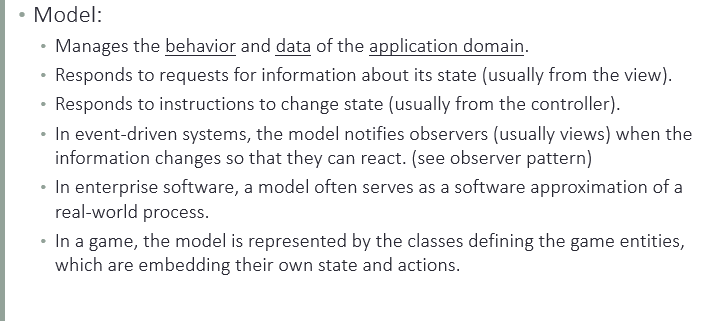 • Model:
• Manages the behavior and data of the application domain.
• Responds to requests for information about its state (usually from the view).
• Responds to instructions to change state (usually from the controller).
• In event-driven systems, the model notifies observers (usually views) when the
information changes so that they can react. (see observer pattern)
• In enterprise software, a model often serves as a software approximation of a
real-world process.
• In a game, the model is represented by the classes defining the game entities,
which are embedding their own state and actions.